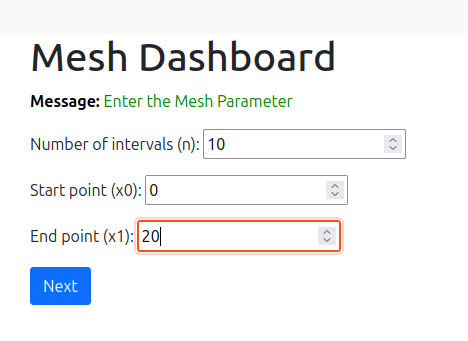 Mesh Dashboard
Message: Enter the Mesh Parameter
Number of intervals (n): 10
Start point (x0): 0
End point (x1): 20
Next